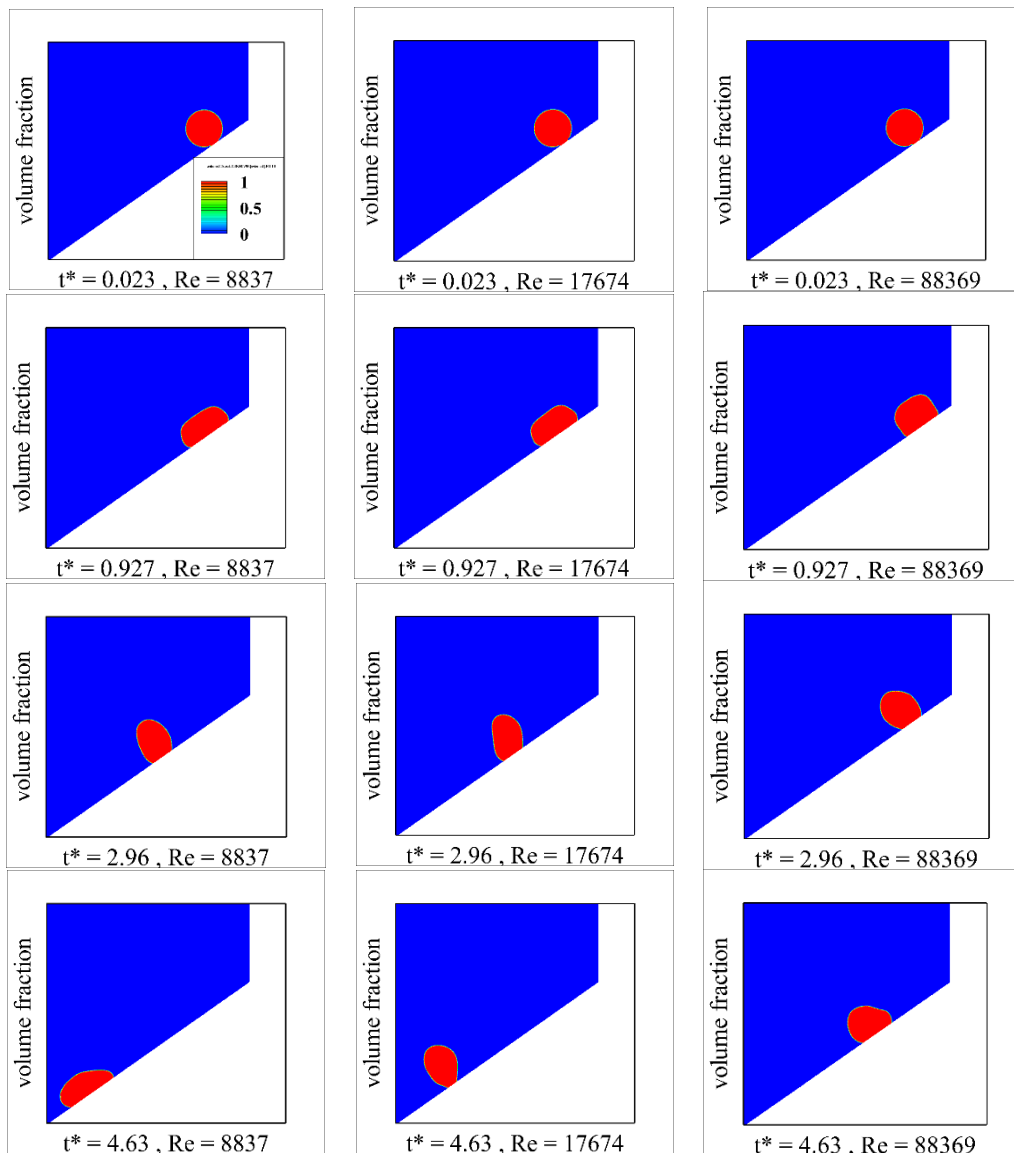 volume fraction
volume fraction
volume fraction
1
0.5
0
t* = 0.023 , Re = 8837
t* = 0.023 , Re = 17674
t* = 0.023 , Re = 88369
volume fraction
volume fraction
volume fraction
t* = 0.927 , Re = 8837
t* = 0.927 , Re = 17674
t* = 0.927 , Re = 88369
volume fraction
volume fraction
volume fraction
t* = 2.96 , Re = 8837
t* = 2.96 , Re = 17674
t* = 2.96 , Re = 88369
volume fraction
volume fraction
volume fraction
t* = 4.63 , Re = 8837
t* = 4.63 , Re = 17674
t* = 4.63 , Re = 88369